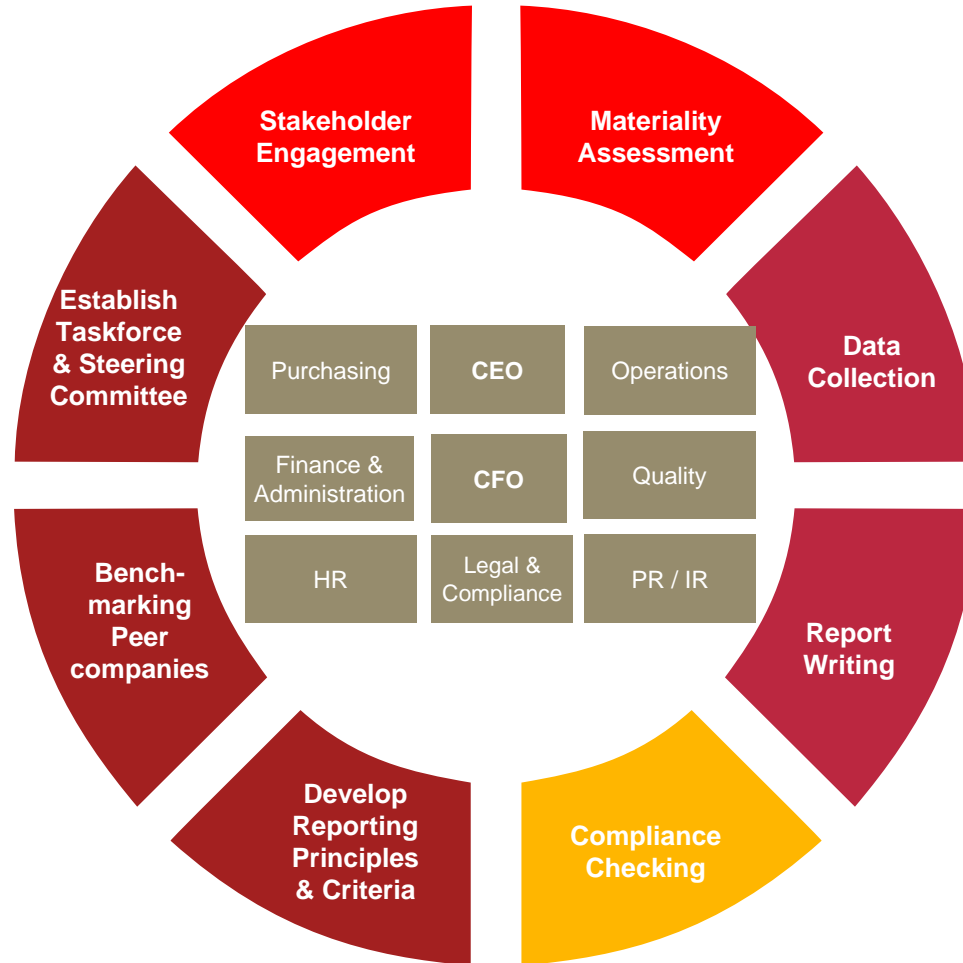 Stakeholder
Engagement
Materiality
Assessment
Establish
Taskforce
& Steering
Committee
Data
Collection
Purchasing
CEO
Operations
Finance &
Administration
CFO
Quality
HR
Legal &
Compliance
PR / IR
Bench-
marking
Peer
companies
Report
Writing
Develop
Reporting
Principles
& Criteria
Compliance
Checking